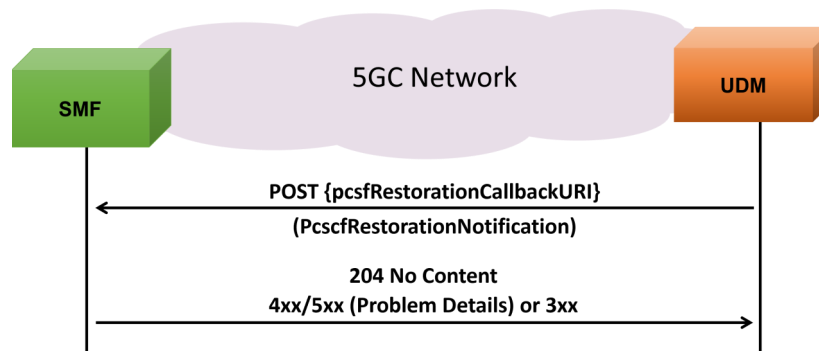 5GC Network
SMF
UDM
POST {pcsfRestorationCallbackURI}
(PcscfRestorationNotification)
204 No Content
4xx/5xx (Problem Details) or 3xx